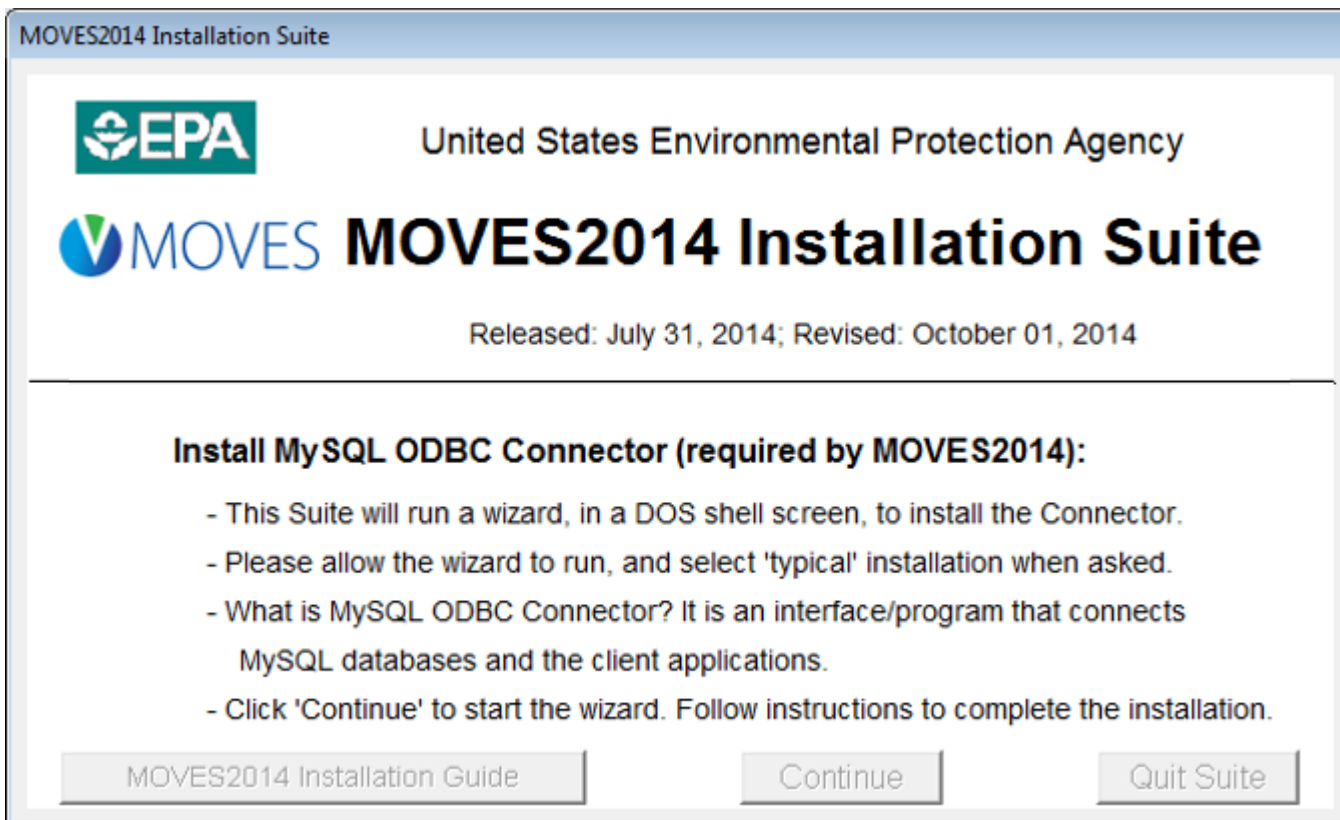 MOVES2014 Installation Suite
EPA
United States Environmental Protection Agency
MOVES
MOVES2014 Installation Suite
Released: July 31, 2014; Revised: October 01, 2014
Install MySQL ODBC Connector (required by MOVES2014):
- This Suite will run a wizard, in a DOS shell screen, to install the Connector.
- Please allow the wizard to run, and select 'typical' installation when asked.
- What is MySQL ODBC Connector? It is an interface/program that connects
MySQL databases and the client applications.
- Click 'Continue' to start the wizard. Follow instructions to complete the installation.
MOVES2014 Installation Guide
Continue
Quit Suite